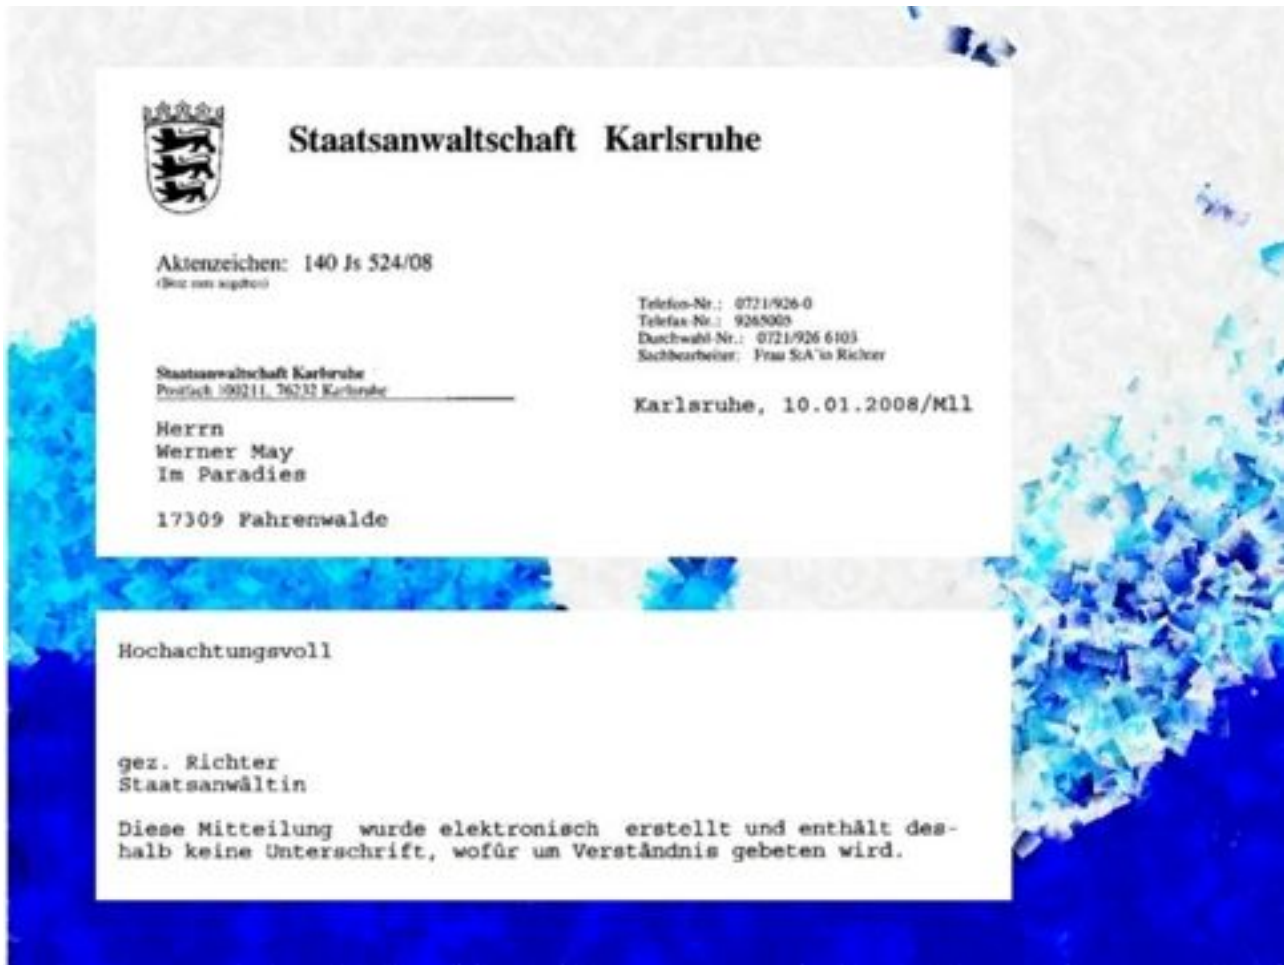 Staatsanwaltschaft Karlsruhe
Aktenzeichen: 140 Js 524/08
(Bitte stets angeben)
Telefon-Nr.: 0721/926-0
Telefax-Nr.: 9265005
Durchwahl-Nr.: 0721/926 6103
Sachbearbeiter: Frau StA'in Richter
Staatsanwaltschaft Karlsruhe
Postfach 100211, 76232 Karlsruhe
Karlsruhe, 10.01.2008/Mll
Herrn
Werner May
Im Paradies
17309 Fahrenwalde
Hochachtungsvoll
gez. Richter
Staatsanwältin
Diese Mitteilung wurde elektronisch erstellt und enthält des-
halb keine Unterschrift, wofür um Verständnis gebeten wird.